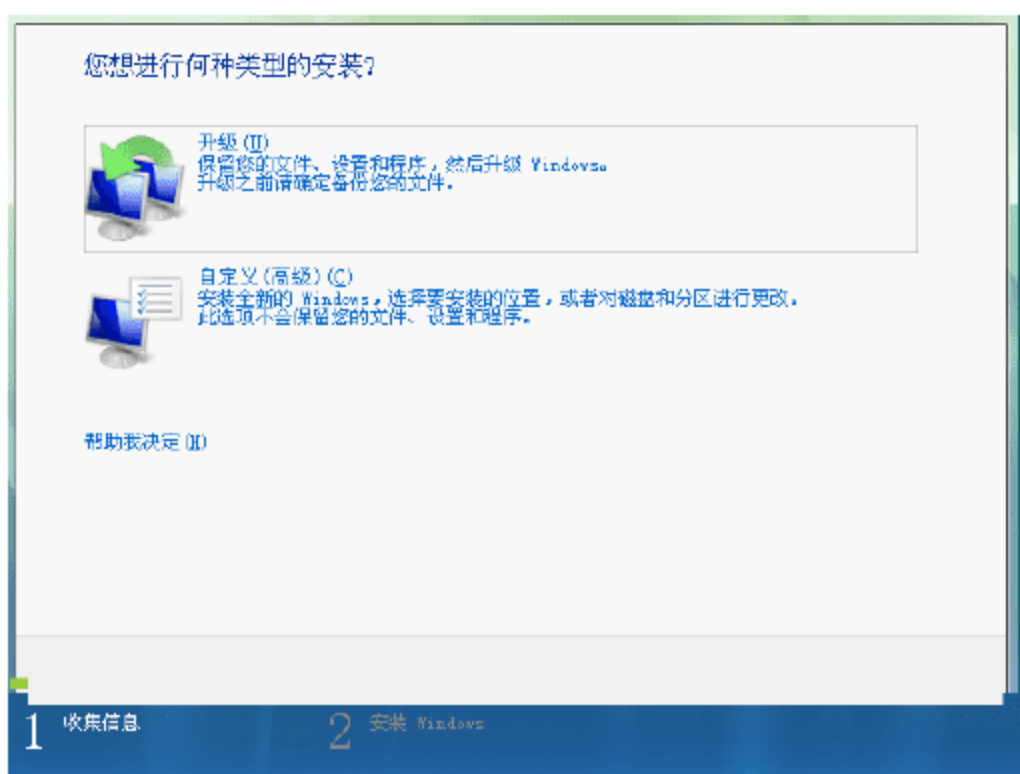 您想进行何种类型的安装?
升级(U)
保留您的文件、设置和程序，然后升级 Windows。
升级之前请确定备份您的文件。
自定义(高级)(C)
安装全新的 Windows，选择要安装的位置，或者对磁盘和分区进行更改。
此选项不会保留您的文件、设置和程序。
帮助我决定(H)
1 收集信息
2 安装 Windows